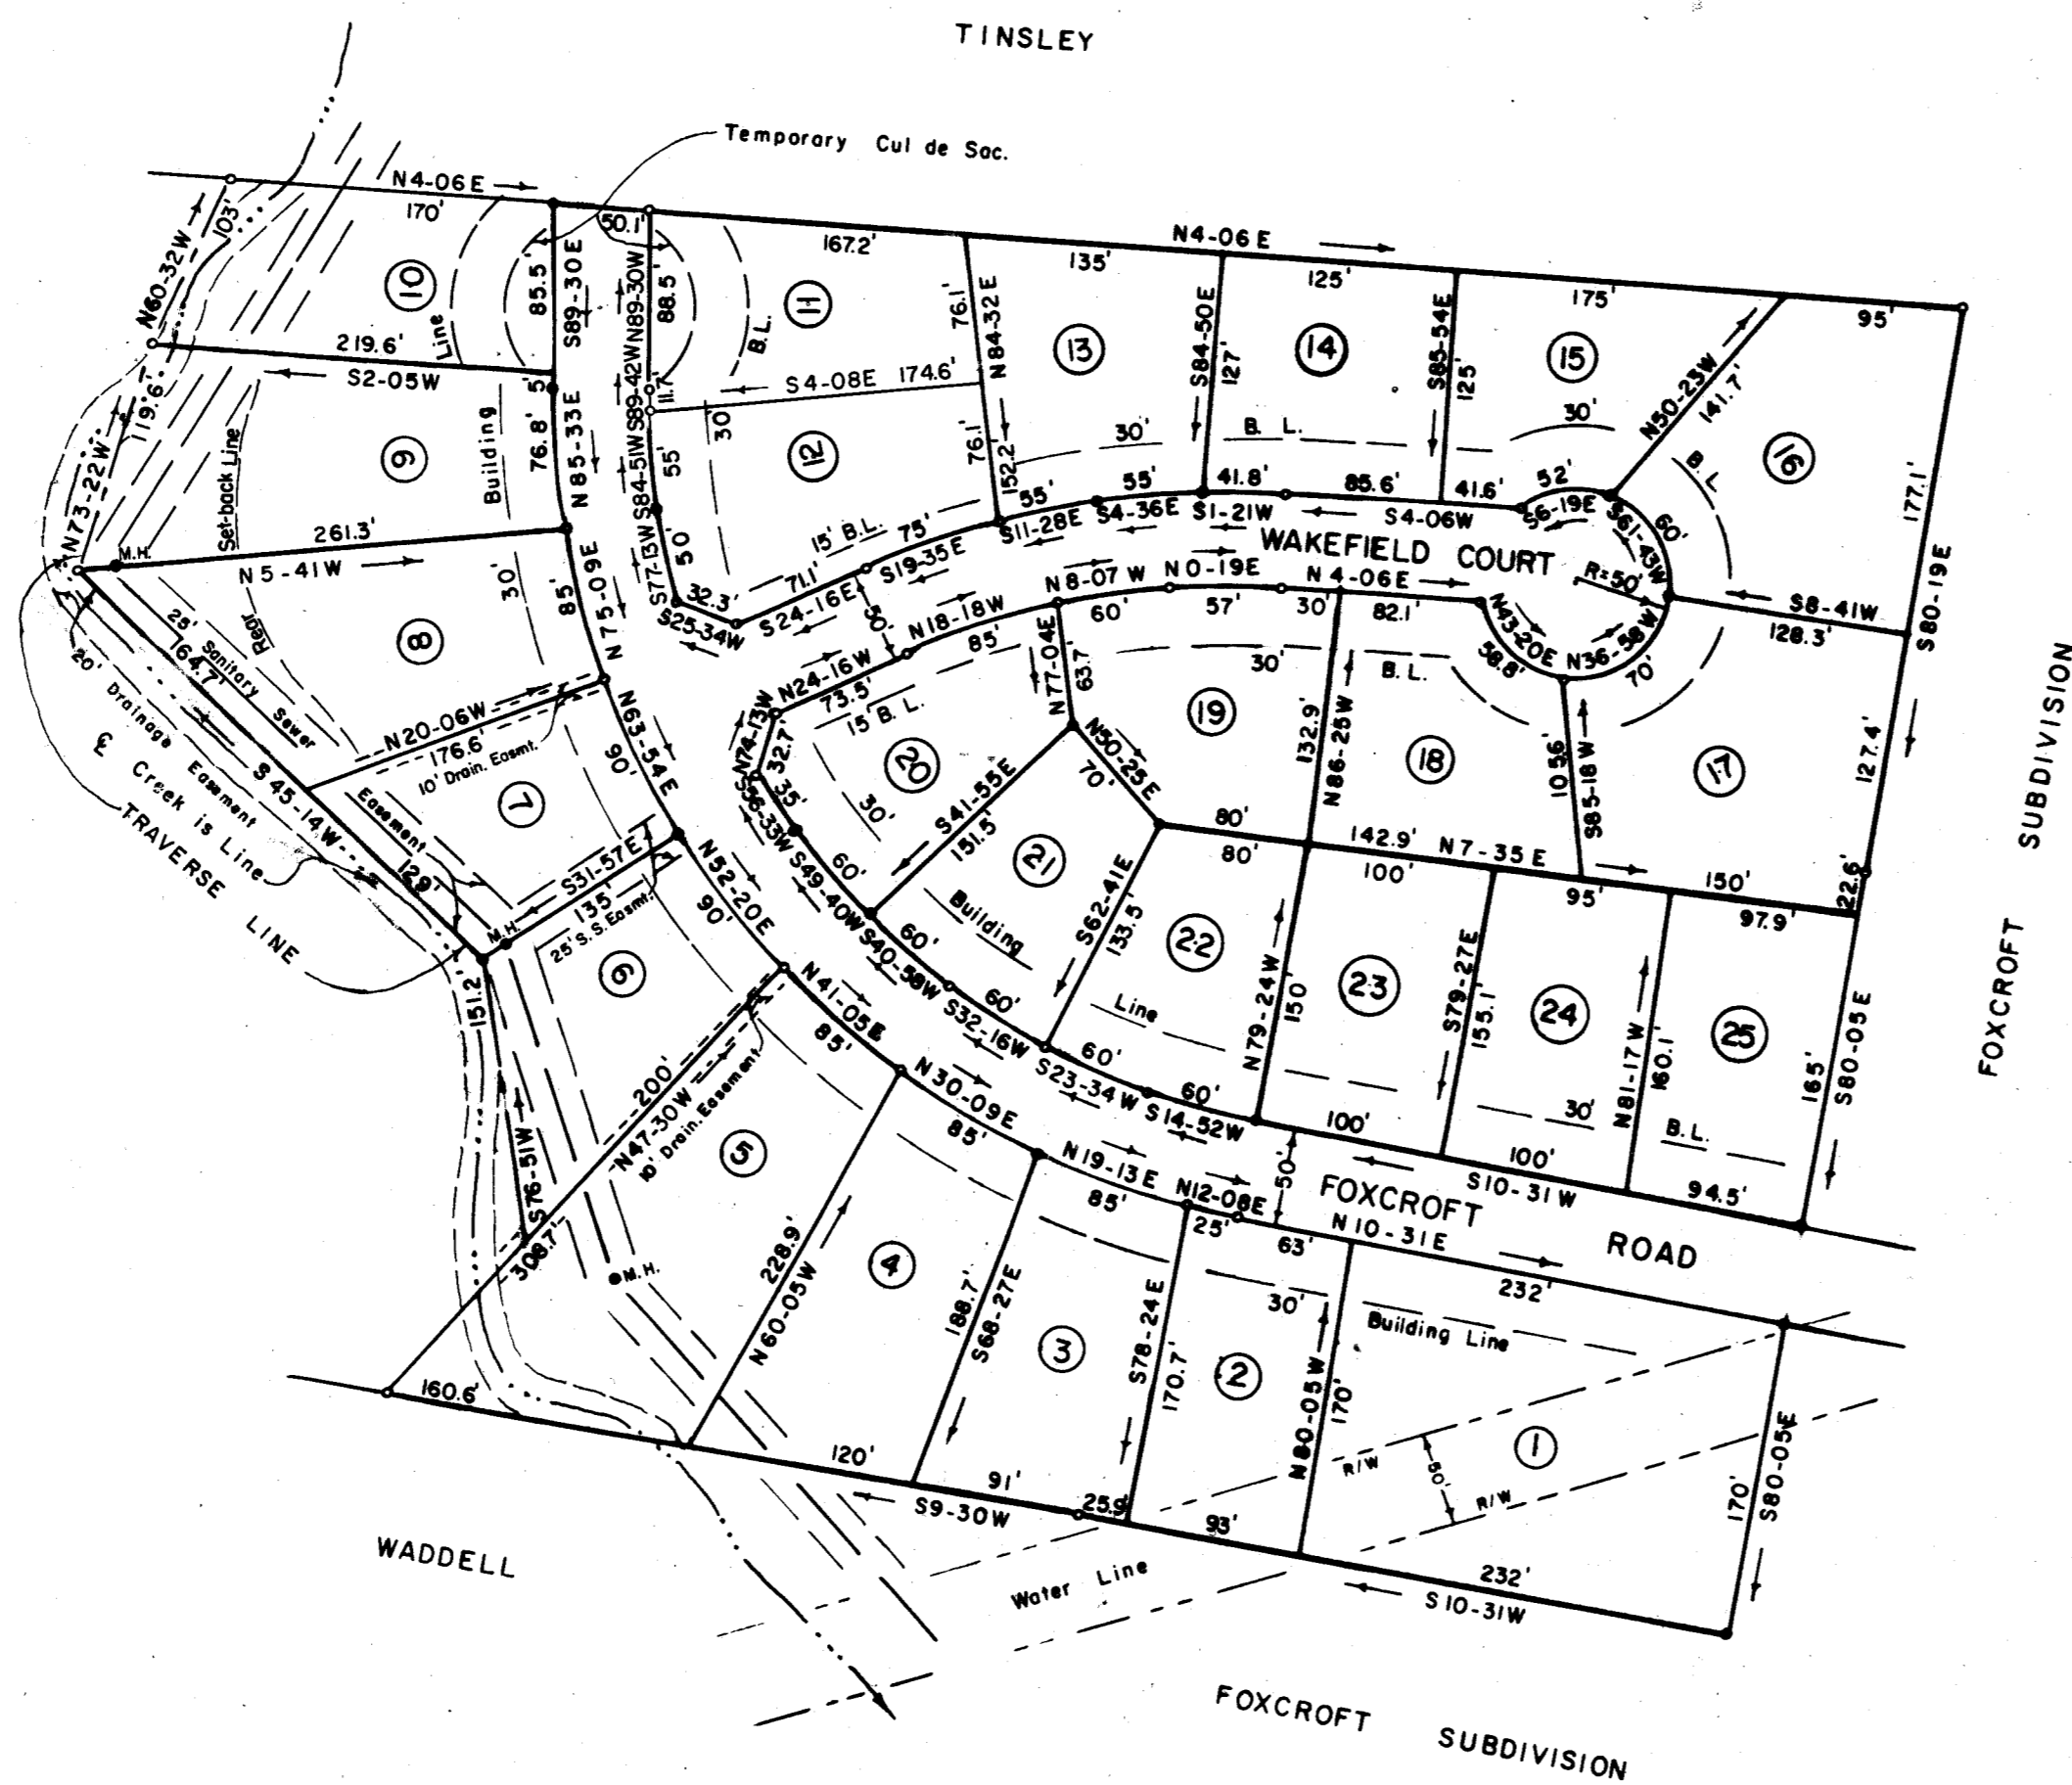 TINSLEY
Temporary Cul de Sac.
N4-06E
170'
50.1'
167.2'
N4-06E
135'
125'
175'
95'
N60-32W
103'
10
85.5'
S89-30E
N89-30W
88.5'
B.L.
11
76.1'
N84-32E
13
S84-50E
127'
14
S85-54E
125'
15
30'
N50-23W
141.7'
16
B.L
177.1'
S80-19E
219.6'
Line
S2-05W
5'
S89-42W
11.7'
S4-08E 174.6'
30'
119.6'
N73-22W
Set-back Line
9
Building
76.8'
N85-33E
S84-51W
55'
12
76.1'
152.2'
30'
B. L.
15' B.L.
75'
55'
55'
41.8'
85.6'
41.6'
52'
60'
S11-28E
S4-36E
S1-21W
S4-06W
S6-19E
S61-43W
M.H.
261.3'
N5-41W
30'
85'
N75-09E
50'
S77-13W
32.3'
S25-34W
71.1'
S24-16E
S19-35E
50'
WAKEFIELD COURT
R=50'
N8-07W
N0-19E
N4-06E
60'
57'
30'
82.1'
N43-20E
58.8'
N36-58W
70'
S8-41W
128.3'
25' Sanitary Sewer
Easement
Rear
8
164.7'
20' Drainage Easement
S45-14W
129'
℄ Creek is Line
TRAVERSE LINE
N20-06W
176.6'
10' Drain. Easmt.
7
N63-54E
90'
N24-16W
73.5'
N18-18W
85'
15' B. L.
N74-13W
32.7'
S56-33W
35'
20
30'
N77-04E
63.7'
30'
19
B.L.
132.9'
N86-25W
18
105.6'
S85-18W
17
127.4'
N50-25E
70'
S41-55E
151.5'
S49-40W
60'
80'
80'
142.9'
N7-35E
100'
95'
150'
97.9'
22.6'
S31-57E
135'
25' S.S. Easmt.
M.H.
151.2'
6
N52-20E
90'
21
Building
Line
S40-58W
60'
S62-41E
133.5'
22
N79-24W
150'
23
S79-27E
155.1'
24
N81-17W
160.1'
25
165'
S80-05E
30'
B.L.
FOXCROFT SUBDIVISION
S32-16W
60'
N41-05E
85'
S23-34W
60'
S14-52W
60'
100'
100'
94.5'
S10-31W
50'
S76-51W
N47-30W
200'
10' Drain. Easement
308.7'
M.H.
5
N30-09E
85'
N19-13E
85'
N12-08E
25'
63'
FOXCROFT ROAD
N10-31E
232'
228.9'
N60-05W
4
188.7'
S68-27E
3
S78-24E
170.7'
2
30'
Building Line
N80-05W
170'
R/W
50'
R/W
1
170'
S80-05E
160.6'
120'
91'
25.9'
93'
S9-30W
232'
S10-31W
WADDELL
Water Line
FOXCROFT SUBDIVISION